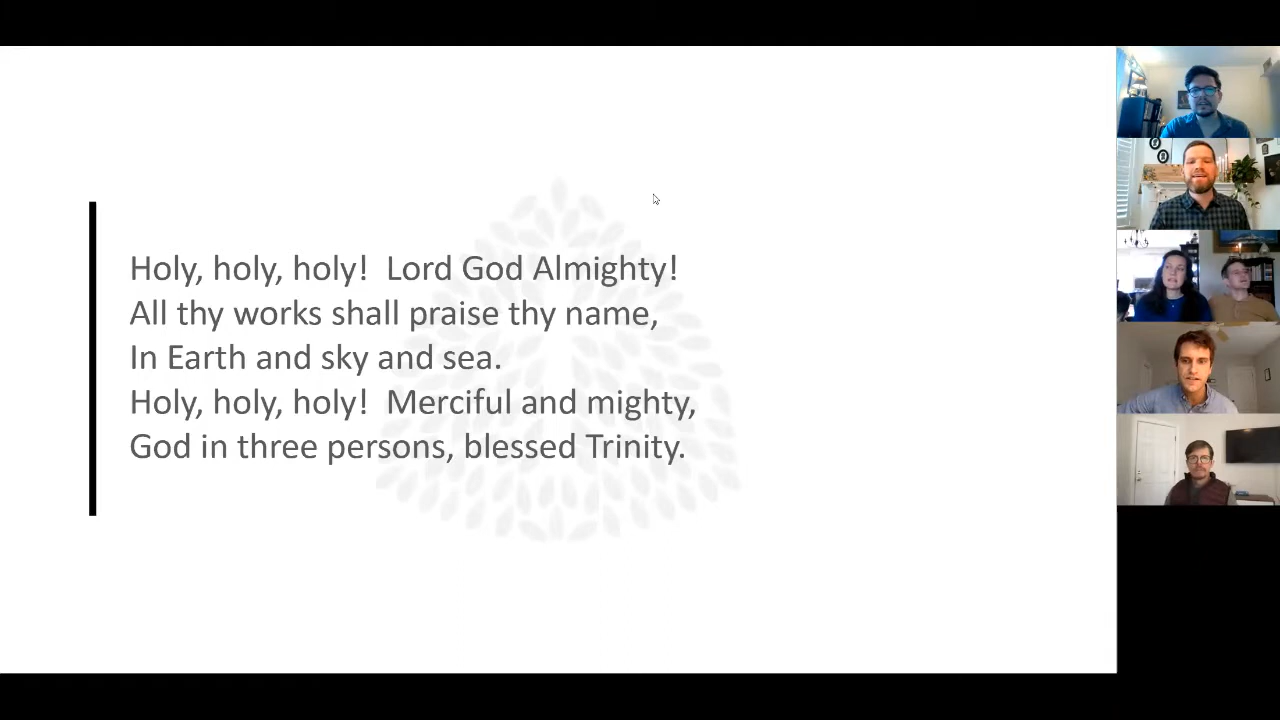 Holy, holy, holy!  Lord God Almighty!
All thy works shall praise thy name,
In Earth and sky and sea.
Holy, holy, holy!  Merciful and mighty,
God in three persons, blessed Trinity.